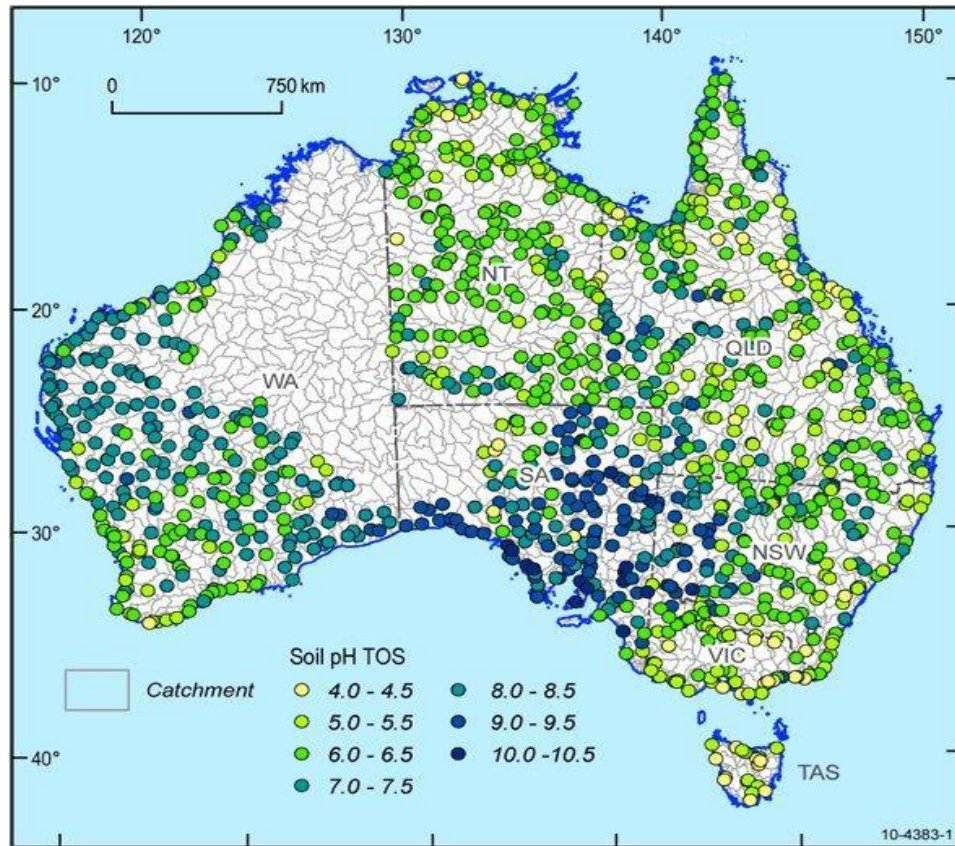 120° 130° 140° 150°
10°
0 750 km
NT
20°
QLD
WA
SA
30°
NSW
VIC
Soil pH TOS
Catchment
4.0 - 4.5 8.0 - 8.5
5.0 - 5.5 9.0 - 9.5
6.0 - 6.5 10.0 -10.5
7.0 - 7.5
40°
TAS
10-4383-1